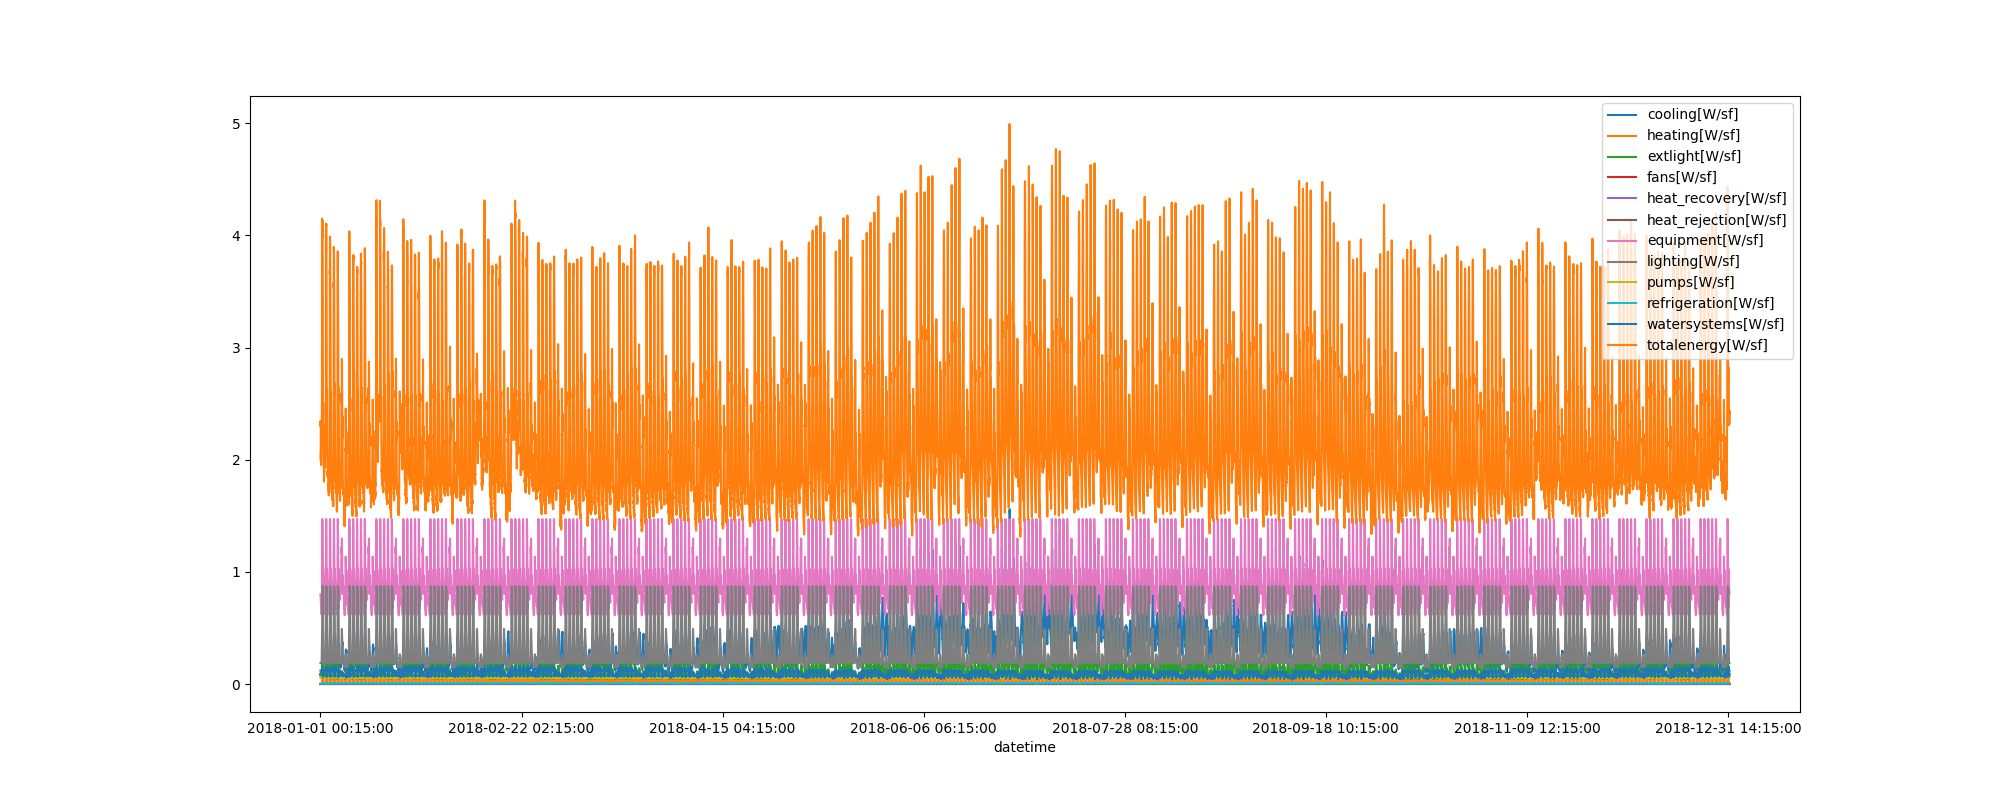 5
4
3
2
1
0
cooling[W/sf]
heating[W/sf]
extlight[W/sf]
fans[W/sf]
heat_recovery[W/sf]
heat_rejection[W/sf]
equipment[W/sf]
lighting[W/sf]
pumps[W/sf]
refrigeration[W/sf]
watersystems[W/sf]
totalenergy[W/sf]
2018-01-01 00:15:00 2018-02-22 02:15:00 2018-04-15 04:15:00 2018-06-06 06:15:00 2018-07-28 08:15:00 2018-09-18 10:15:00 2018-11-09 12:15:00 2018-12-31 14:15:00
datetime